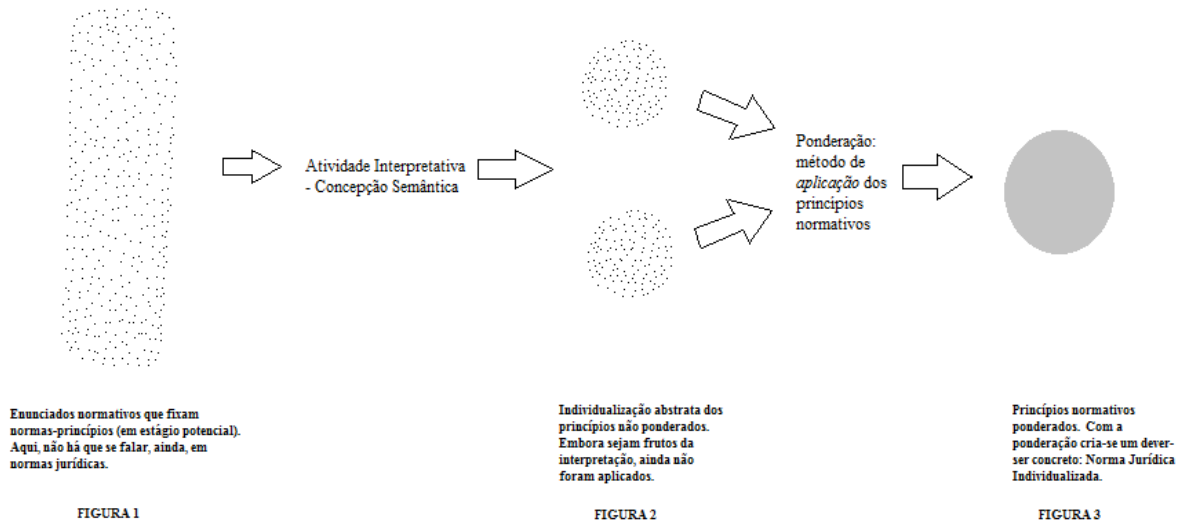 Atividade Interpretativa
- Concepção Semântica
Ponderação:
método de
aplicação dos
princípios
normativos
Enunciados normativos que fixam
normas-princípios (em estágio potencial).
Aqui, não há que se falar, ainda, em
normas jurídicas.
FIGURA 1
Individualização abstrata dos
princípios não ponderados.
Embora sejam frutos da
interpretação, ainda não
foram aplicados.
FIGURA 2
Princípios normativos
ponderados. Com a
ponderação cria-se um dever-
ser concreto: Norma Jurídica
Individualizada.
FIGURA 3